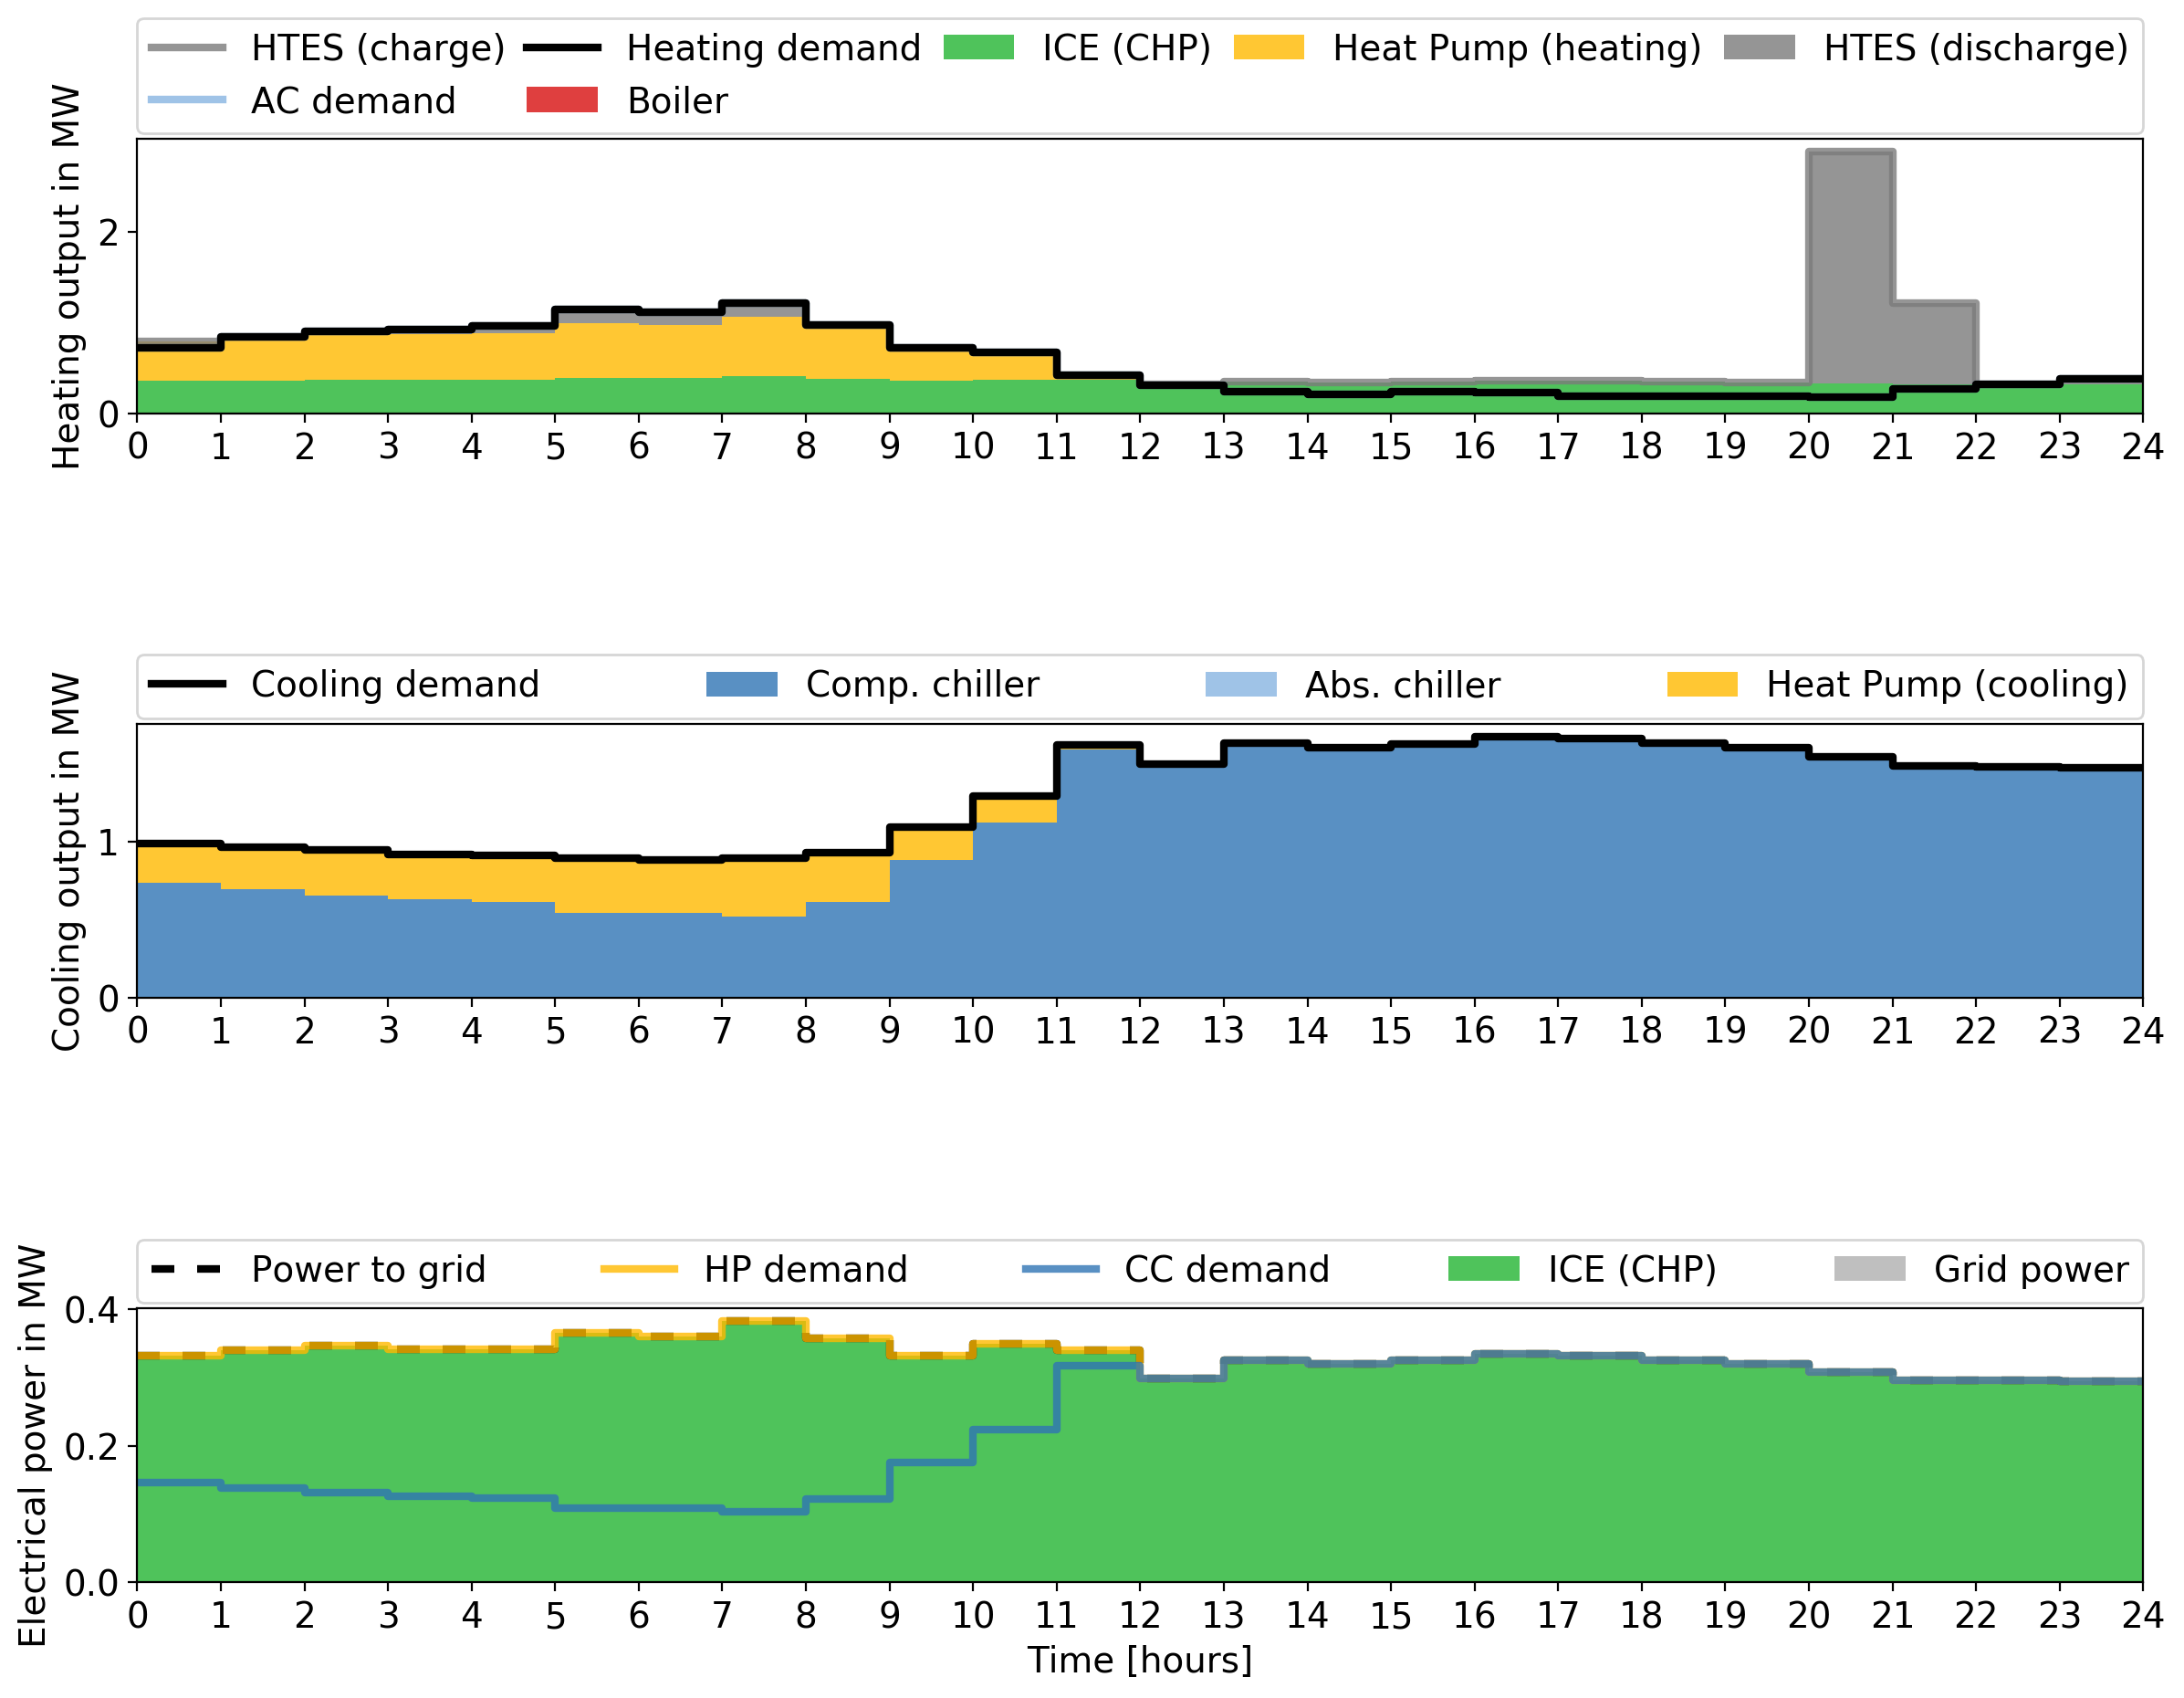 HTES (charge) Heating demand ICE (CHP) Heat Pump (heating) HTES (discharge)
AC demand Boiler
Heating output in MW
2
0
0 1 2 3 4 5 6 7 8 9 10 11 12 13 14 15 16 17 18 19 20 21 22 23 24
Cooling demand Comp. chiller Abs. chiller Heat Pump (cooling)
Cooling output in MW
1
0
0 1 2 3 4 5 6 7 8 9 10 11 12 13 14 15 16 17 18 19 20 21 22 23 24
Power to grid HP demand CC demand ICE (CHP) Grid power
Electrical power in MW
0.4
0.2
0.0
0 1 2 3 4 5 6 7 8 9 10 11 12 13 14 15 16 17 18 19 20 21 22 23 24
Time [hours]